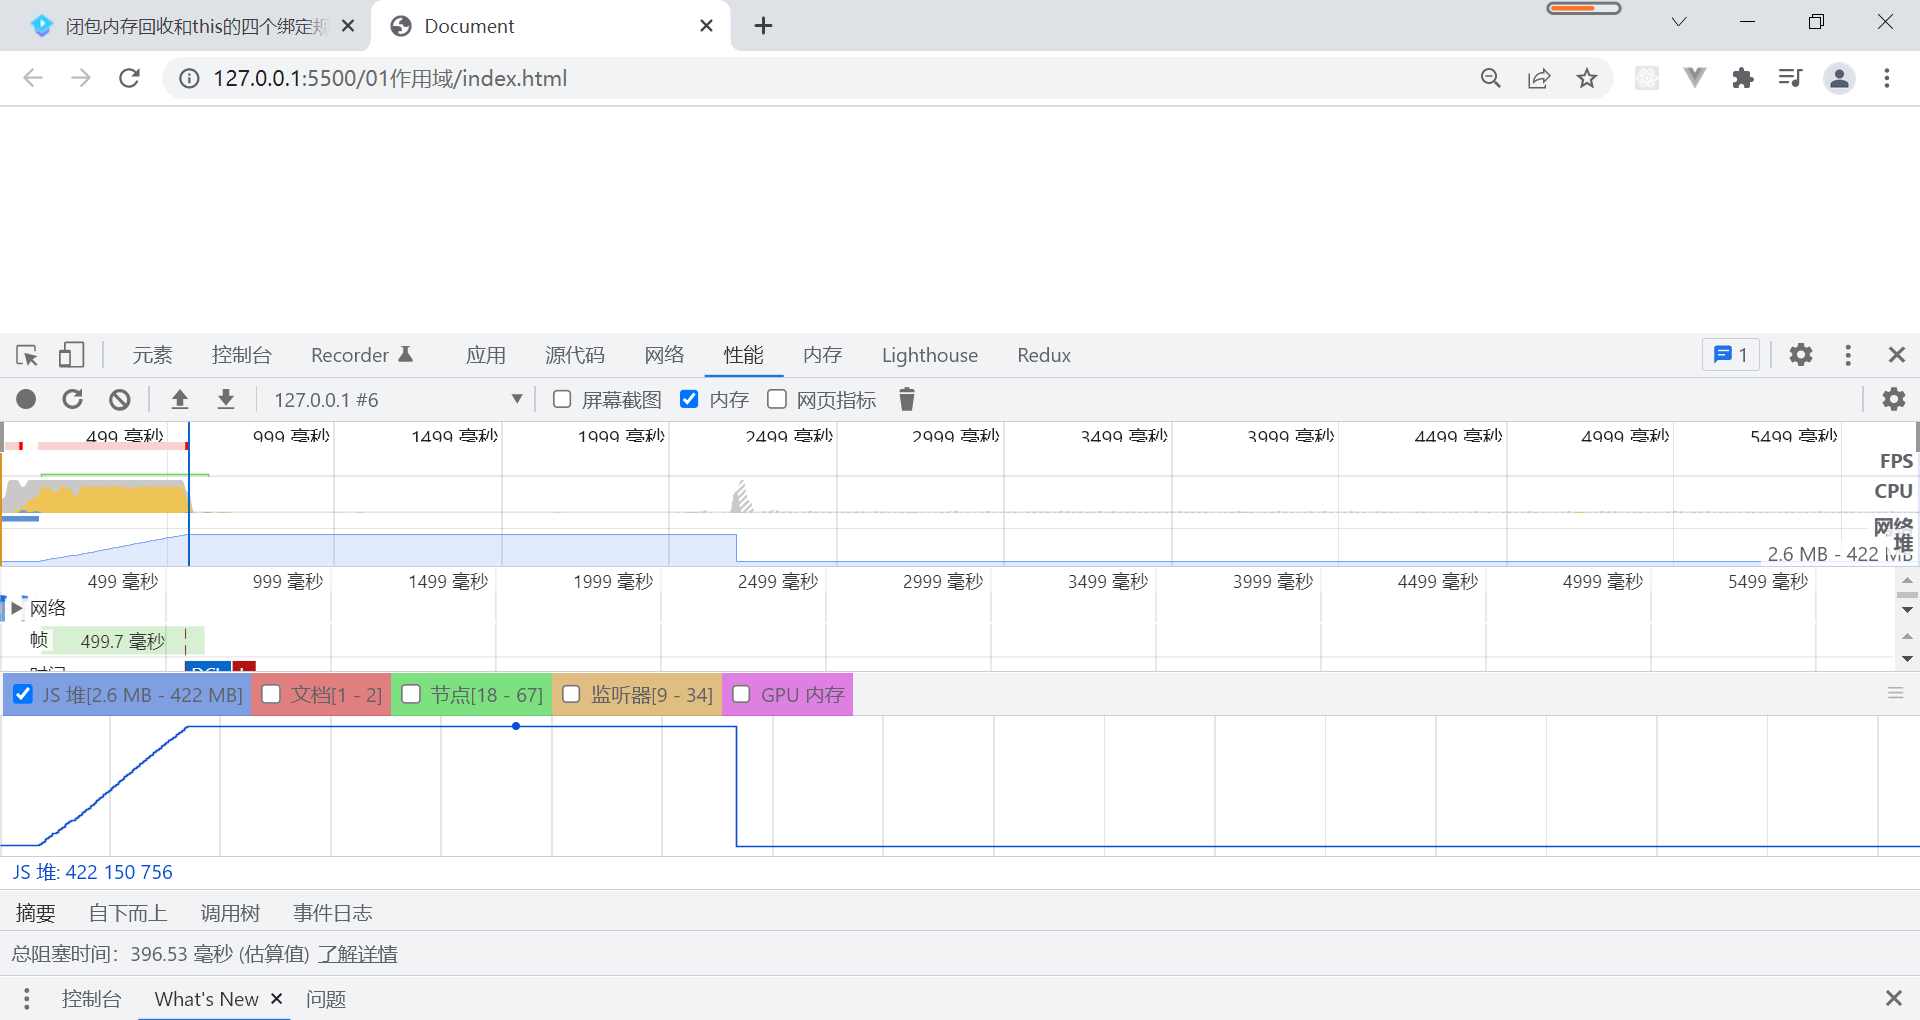 闭包内存回收和this的四个绑定规
Document
127.0.0.1:5500/01作用域/index.html
元素 控制台 Recorder 应用 源代码 网络 性能 内存 Lighthouse Redux 1
127.0.0.1 #6 屏幕截图 内存 网页指标
499 毫秒 999 毫秒 1499 毫秒 1999 毫秒 2499 毫秒 2999 毫秒 3499 毫秒 3999 毫秒 4499 毫秒 4999 毫秒 5499 毫秒
FPS
CPU
网络
堆
2.6 MB - 422 MB
499 毫秒 999 毫秒 1499 毫秒 1999 毫秒 2499 毫秒 2999 毫秒 3499 毫秒 3999 毫秒 4499 毫秒 4999 毫秒 5499 毫秒
网络
帧 499.7 毫秒
时间 DCL L
JS 堆[2.6 MB - 422 MB] 文档[1 - 2] 节点[18 - 67] 监听器[9 - 34] GPU 内存
JS 堆: 422 150 756
摘要 自下而上 调用树 事件日志
总阻塞时间：396.53 毫秒 (估算值) 了解详情
控制台 What's New 问题